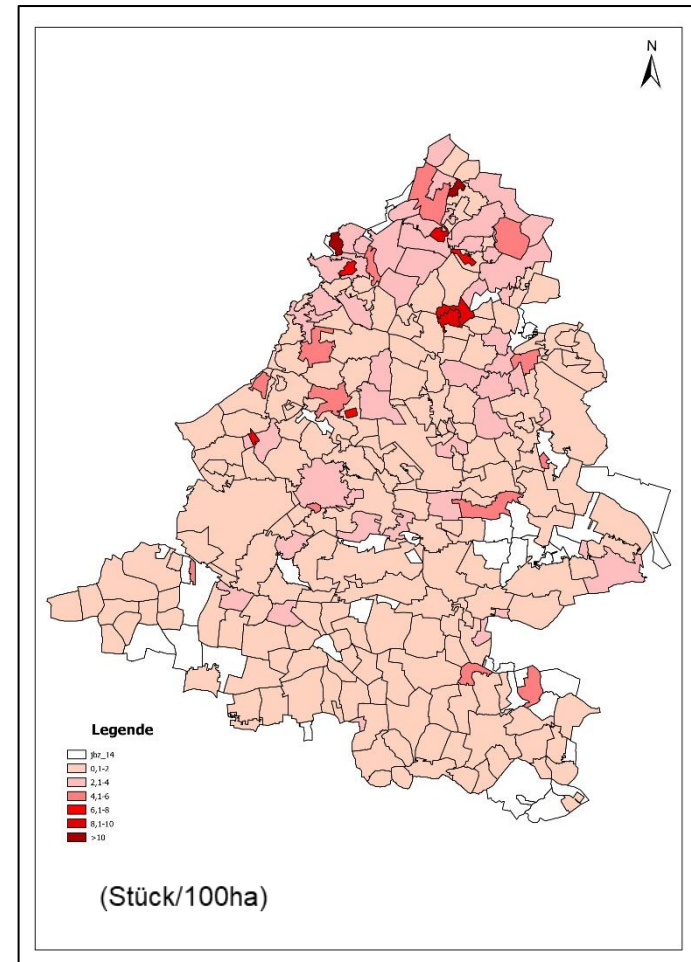 N
Legende
jbz_14
0,1-2
2,1-4
4,1-6
6,1-8
8,1-10
>10
(Stück/100ha)